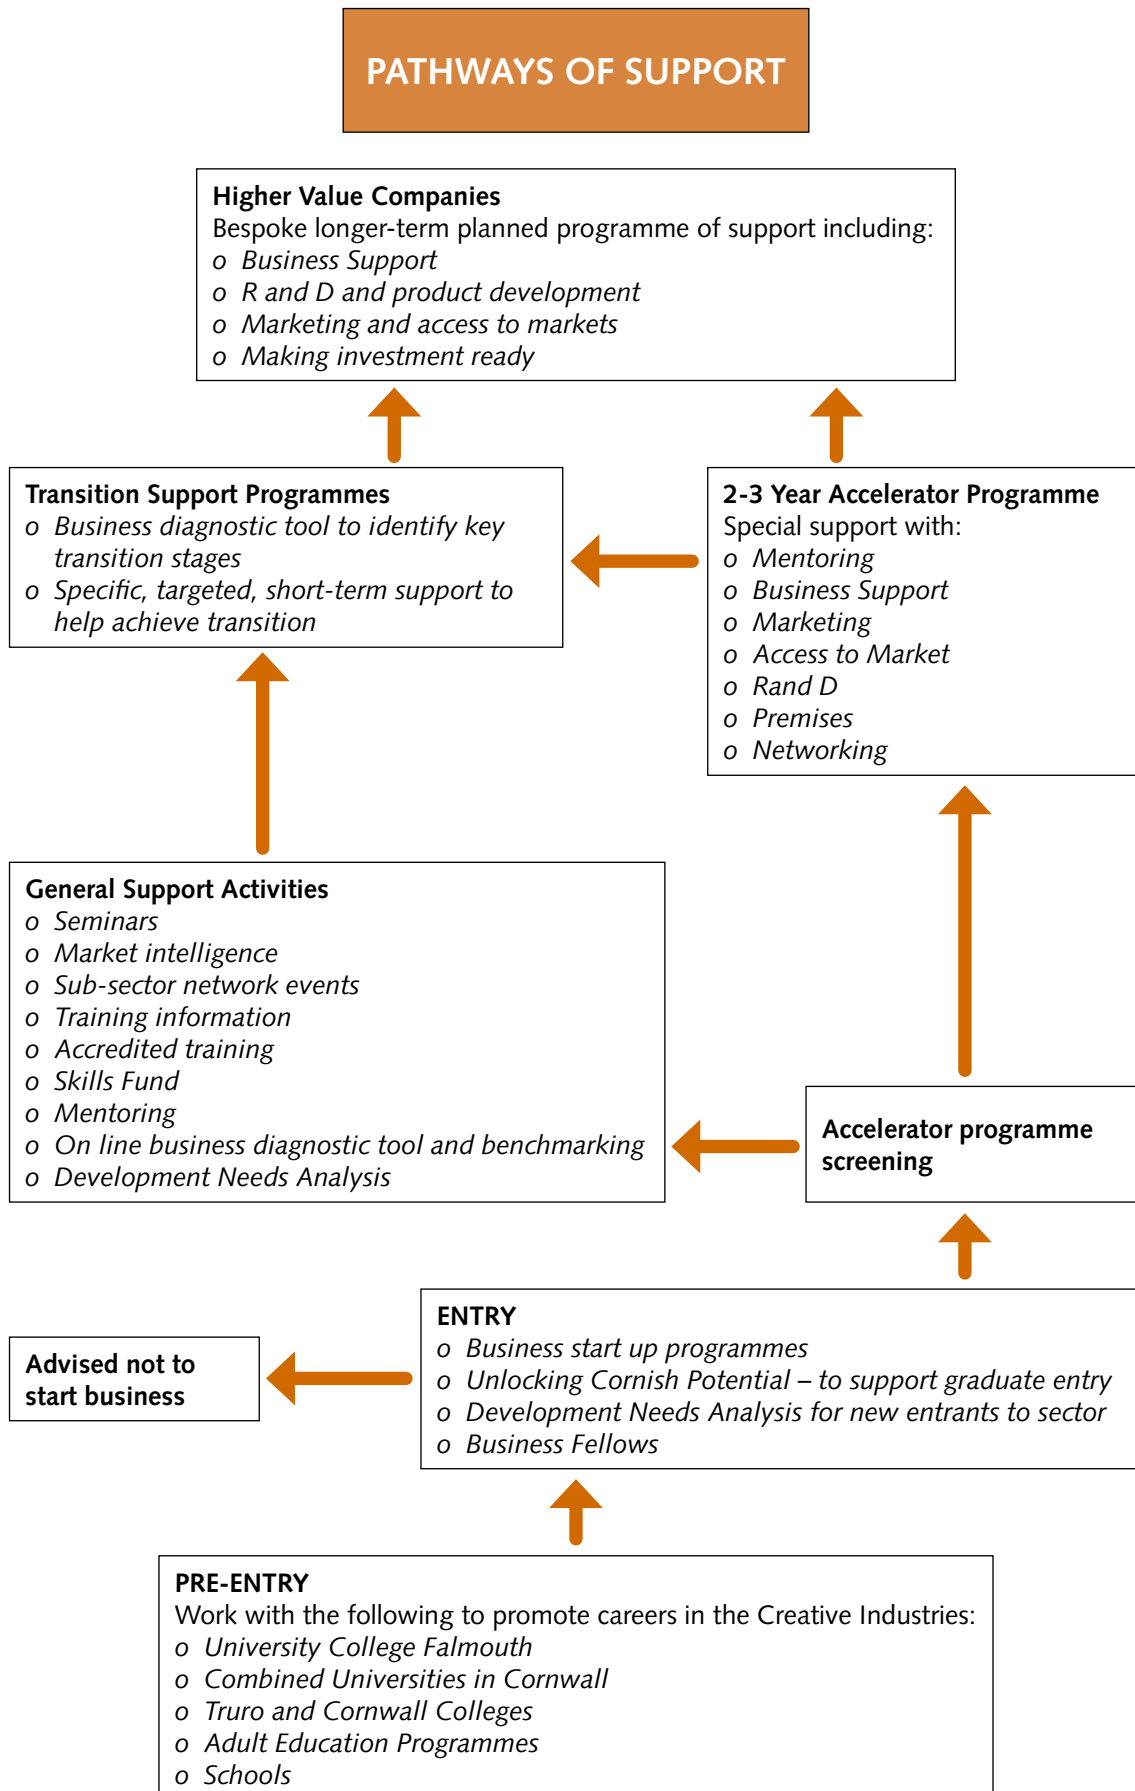 PATHWAYS OF SUPPORT
Higher Value Companies
Bespoke longer-term planned programme of support including:
o Business Support
o R and D and product development
o Marketing and access to markets
o Making investment ready
Transition Support Programmes
o Business diagnostic tool to identify key
transition stages
o Specific, targeted, short-term support to
help achieve transition
2-3 Year Accelerator Programme
Special support with:
o Mentoring
o Business Support
o Marketing
o Access to Market
o Rand D
o Premises
o Networking
General Support Activities
o Seminars
o Market intelligence
o Sub-sector network events
o Training information
o Accredited training
o Skills Fund
o Mentoring
o On line business diagnostic tool and benchmarking
o Development Needs Analysis
Accelerator programme
screening
ENTRY
o Business start up programmes
o Unlocking Cornish Potential – to support graduate entry
o Development Needs Analysis for new entrants to sector
o Business Fellows
Advised not to
start business
PRE-ENTRY
Work with the following to promote careers in the Creative Industries:
o University College Falmouth
o Combined Universities in Cornwall
o Truro and Cornwall Colleges
o Adult Education Programmes
o Schools